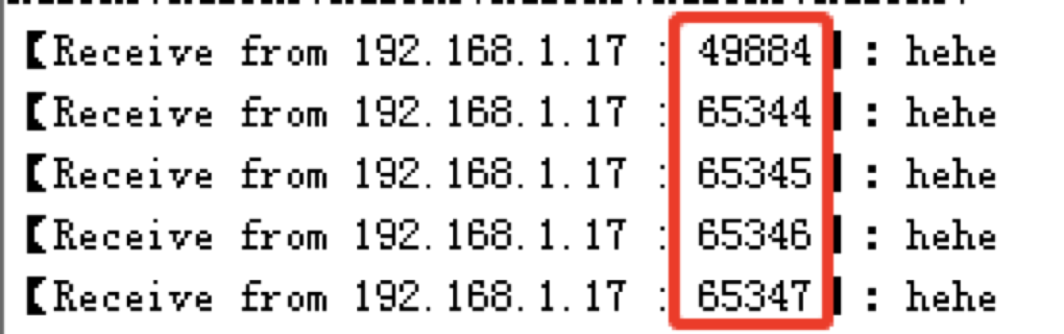 【Receive from 192.168.1.17 : 49884】: hehe
【Receive from 192.168.1.17 : 65344】: hehe
【Receive from 192.168.1.17 : 65345】: hehe
【Receive from 192.168.1.17 : 65346】: hehe
【Receive from 192.168.1.17 : 65347】: hehe